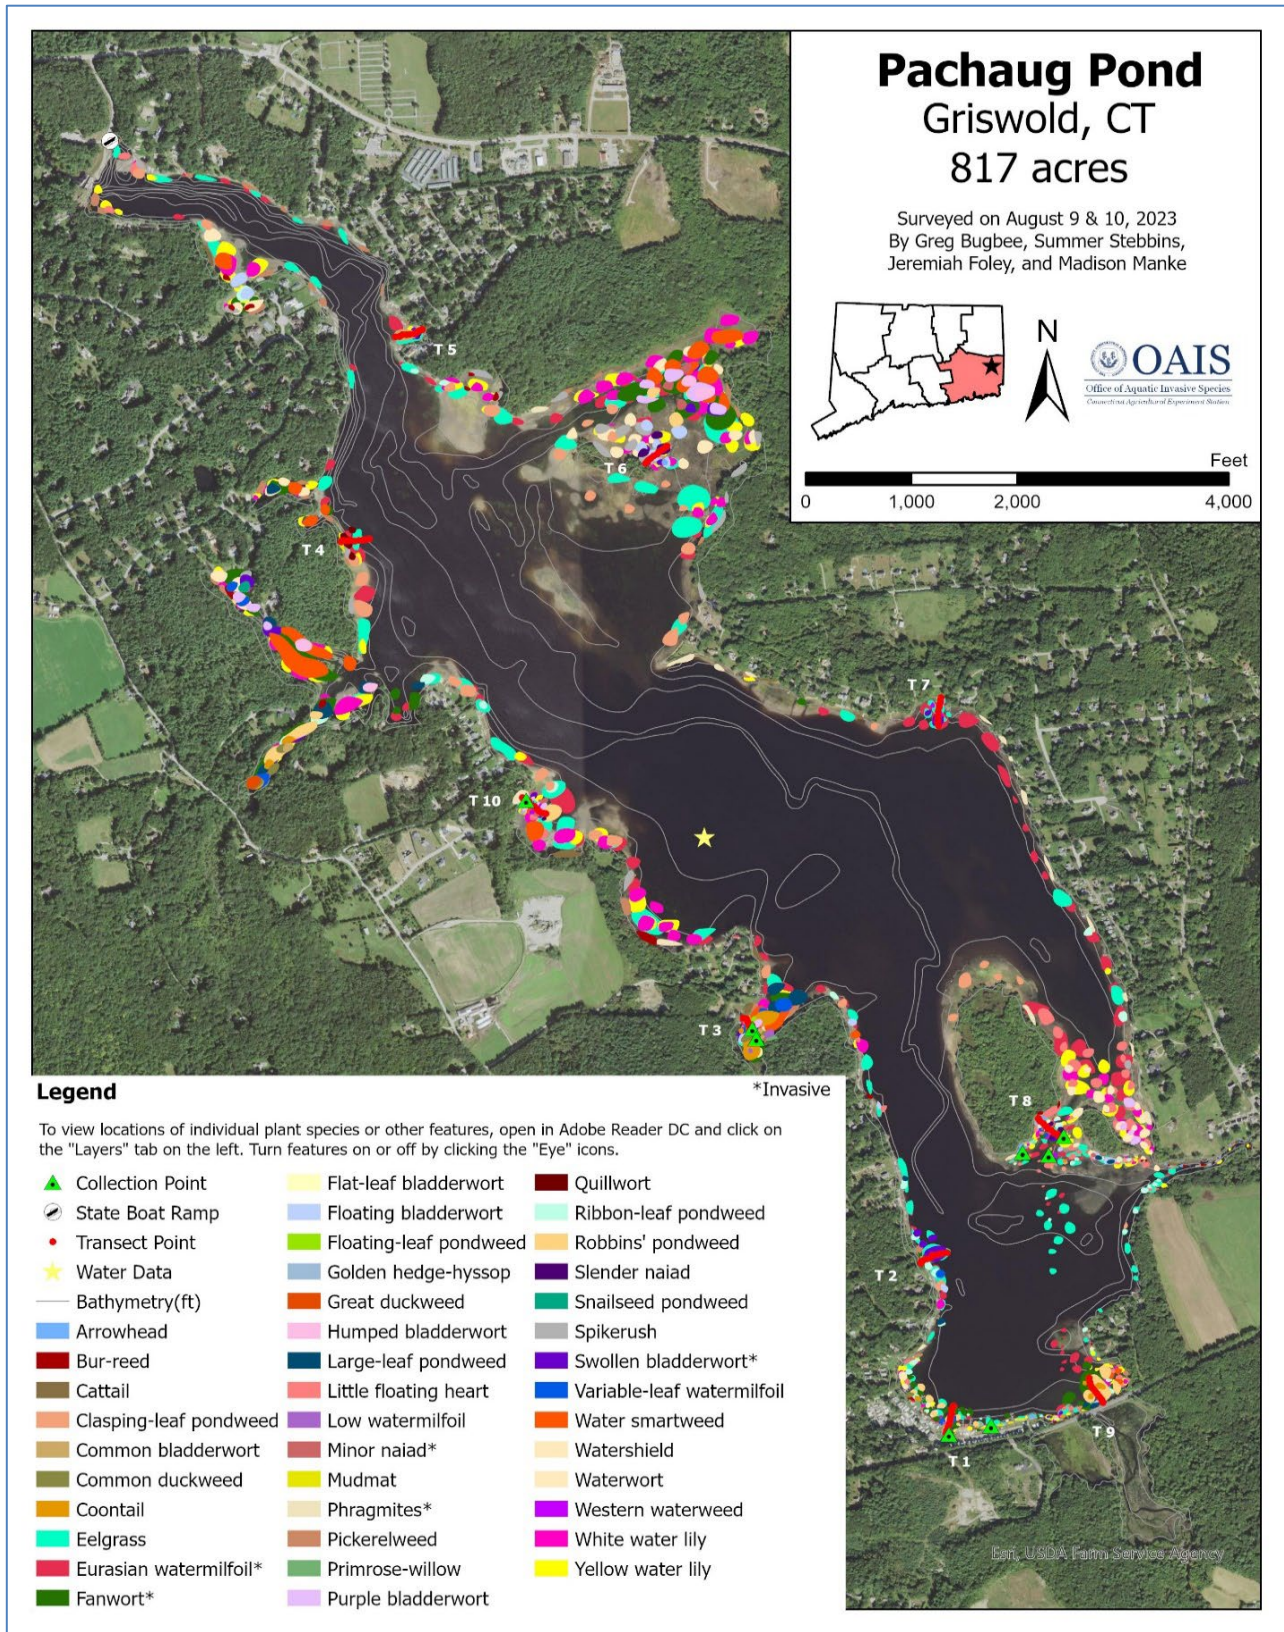 Pachaug Pond
Griswold, CT
817 acres
Surveyed on August 9 & 10, 2023
By Greg Bugbee, Summer Stebbins,
Jeremiah Foley, and Madison Manke
N
OAIS
Office of Aquatic Invasive Species
Connecticut Agricultural Experiment Station
Feet
0 1,000 2,000 4,000
T 5
T 6
T 4
T 7
T 10
T 3
T 8
T 2
T 9
T 1
Esri, USDA Farm Service Agency
Legend
*Invasive
To view locations of individual plant species or other features, open in Adobe Reader DC and click on
the "Layers" tab on the left. Turn features on or off by clicking the "Eye" icons.
Collection Point
State Boat Ramp
Transect Point
Water Data
Bathymetry(ft)
Arrowhead
Bur-reed
Cattail
Clasping-leaf pondweed
Common bladderwort
Common duckweed
Coontail
Eelgrass
Eurasian watermilfoil*
Fanwort*
Flat-leaf bladderwort
Floating bladderwort
Floating-leaf pondweed
Golden hedge-hyssop
Great duckweed
Humped bladderwort
Large-leaf pondweed
Little floating heart
Low watermilfoil
Minor naiad*
Mudmat
Phragmites*
Pickerelweed
Primrose-willow
Purple bladderwort
Quillwort
Ribbon-leaf pondweed
Robbins' pondweed
Slender naiad
Snailseed pondweed
Spikerush
Swollen bladderwort*
Variable-leaf watermilfoil
Water smartweed
Watershield
Waterwort
Western waterweed
White water lily
Yellow water lily